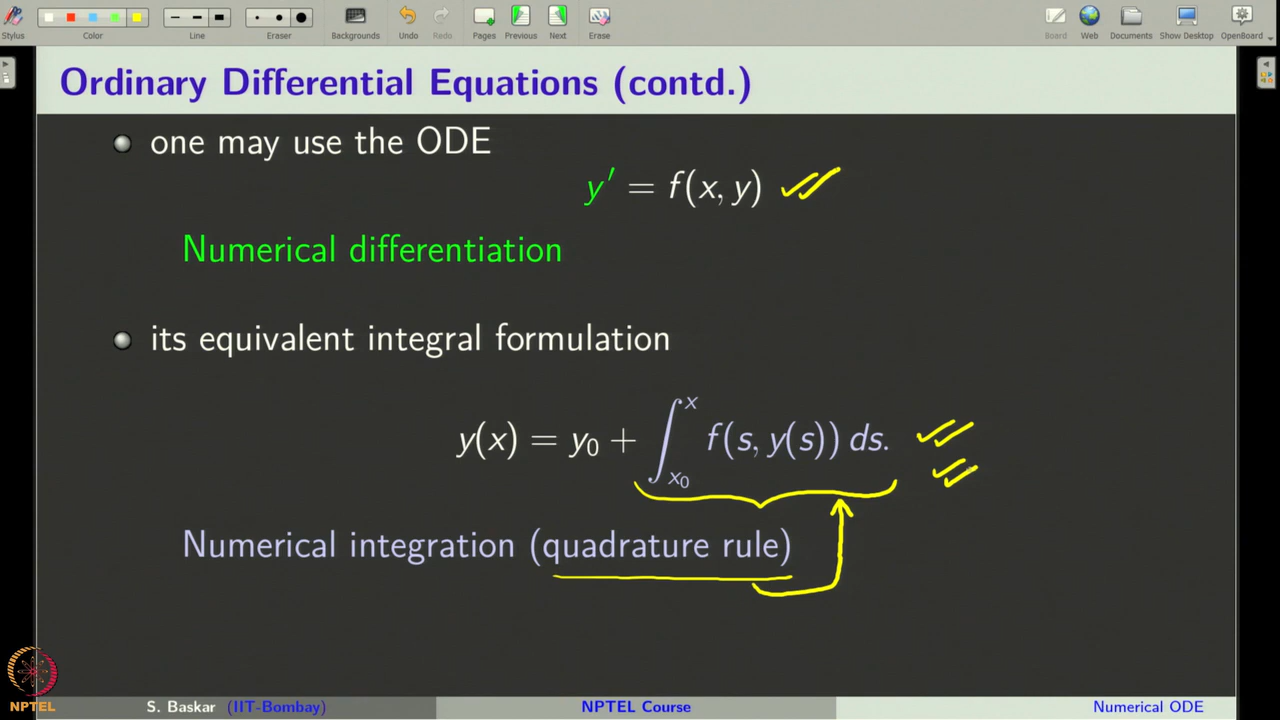 Stylus Color Line Eraser Backgrounds Undo Redo Pages Previous Next Erase Board Web Documents Show Desktop OpenBoard
Ordinary Differential Equations (contd.)
one may use the ODE
y′ = f(x, y)
Numerical differentiation
its equivalent integral formulation
y(x) = y₀ + ∫ₓ₀ˣ f(s, y(s)) ds.
Numerical integration (quadrature rule)
NPTEL
S. Baskar (IIT-Bombay) NPTEL Course Numerical ODE